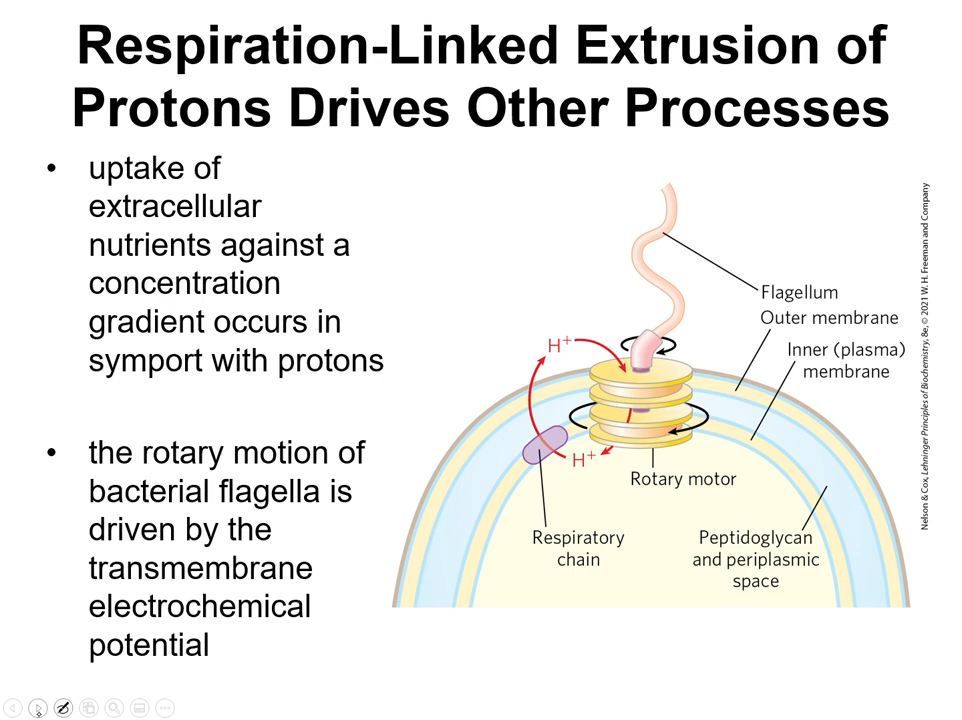 Respiration-Linked Extrusion of
Protons Drives Other Processes
• uptake of
extracellular
nutrients against a
concentration
gradient occurs in
symport with protons
• the rotary motion of
bacterial flagella is
driven by the
transmembrane
electrochemical
potential
Flagellum
Outer membrane
Inner (plasma)
membrane
H⁺
H⁺
Rotary motor
Respiratory
chain
Peptidoglycan
and periplasmic
space
Nelson & Cox, Lehninger Principles of Biochemistry, 8e, © 2021 W. H. Freeman and Company